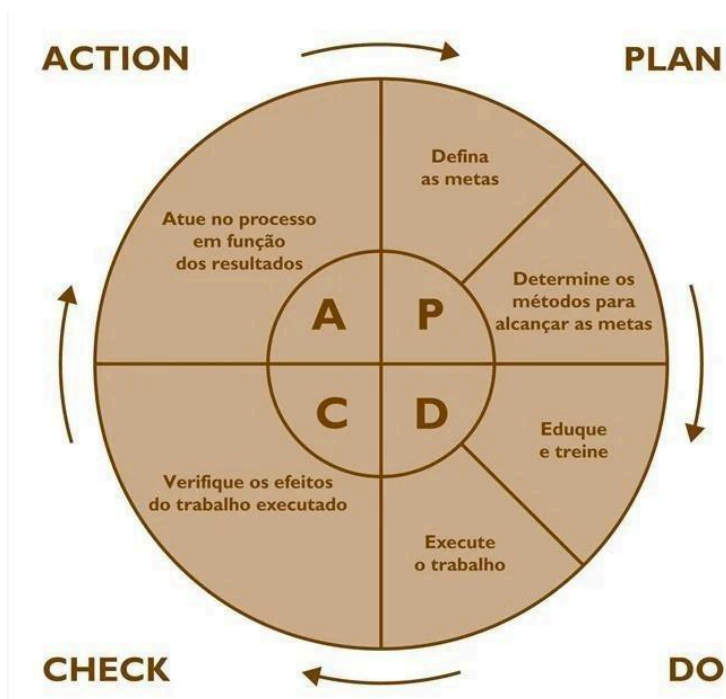 ACTION
PLAN
Defina
as metas
Atue no processo
em função
dos resultados
Determine os
métodos para
alcançar as metas
A
P
C
D
Eduque
e treine
Verifique os efeitos
do trabalho executado
Execute
o trabalho
CHECK
DO